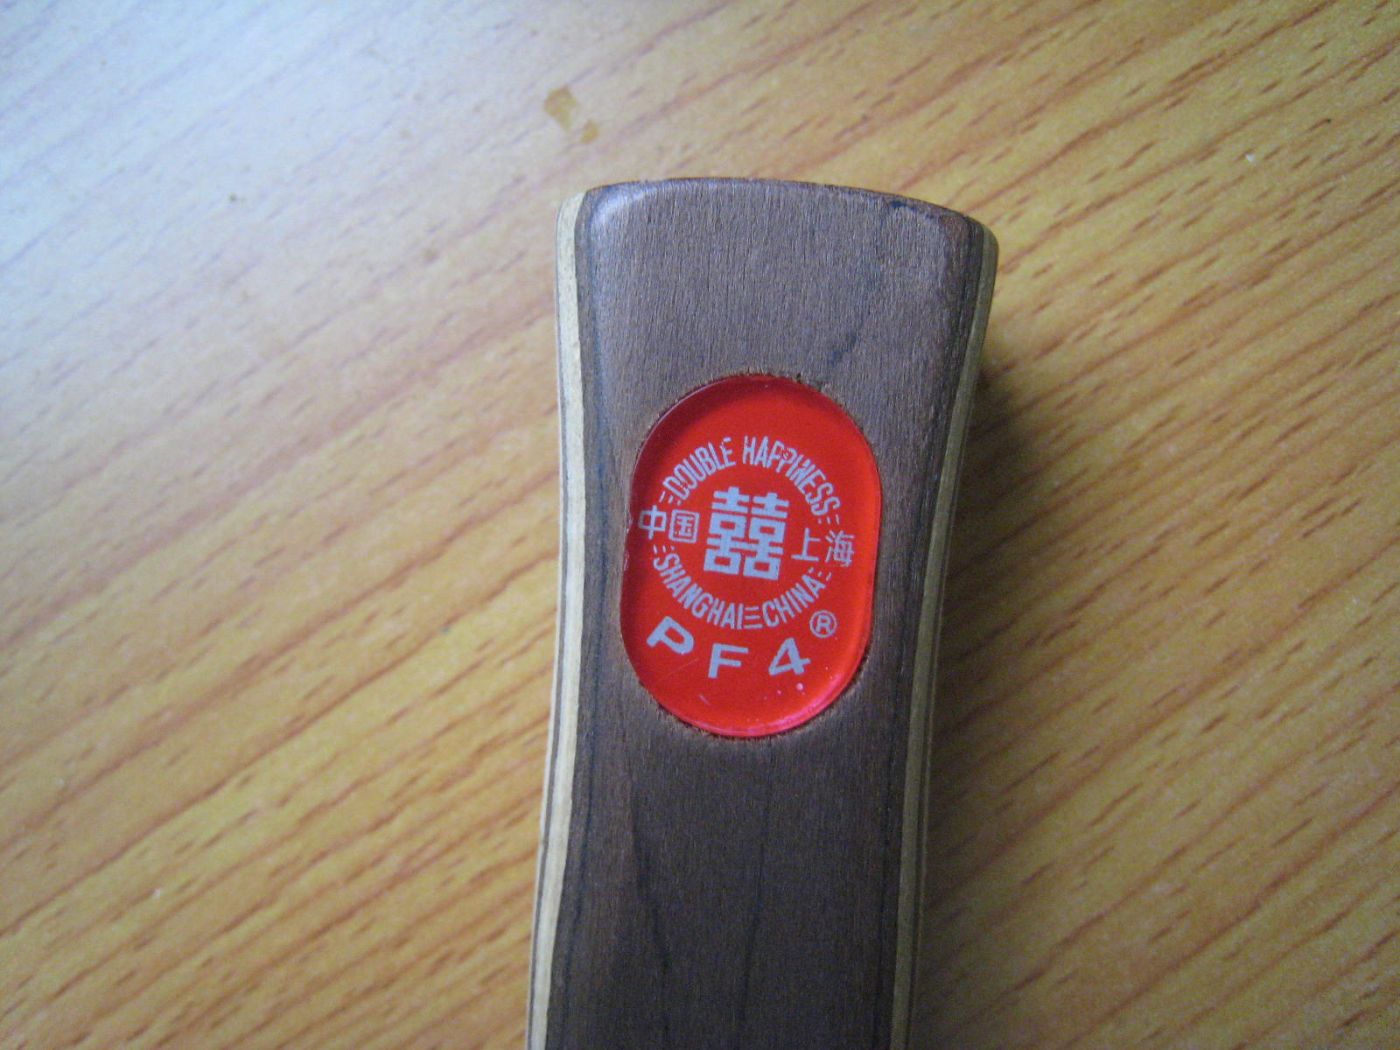 DOUBLE HAPPINESS
中国 囍 上海
SHANGHAI CHINA
®
PF4